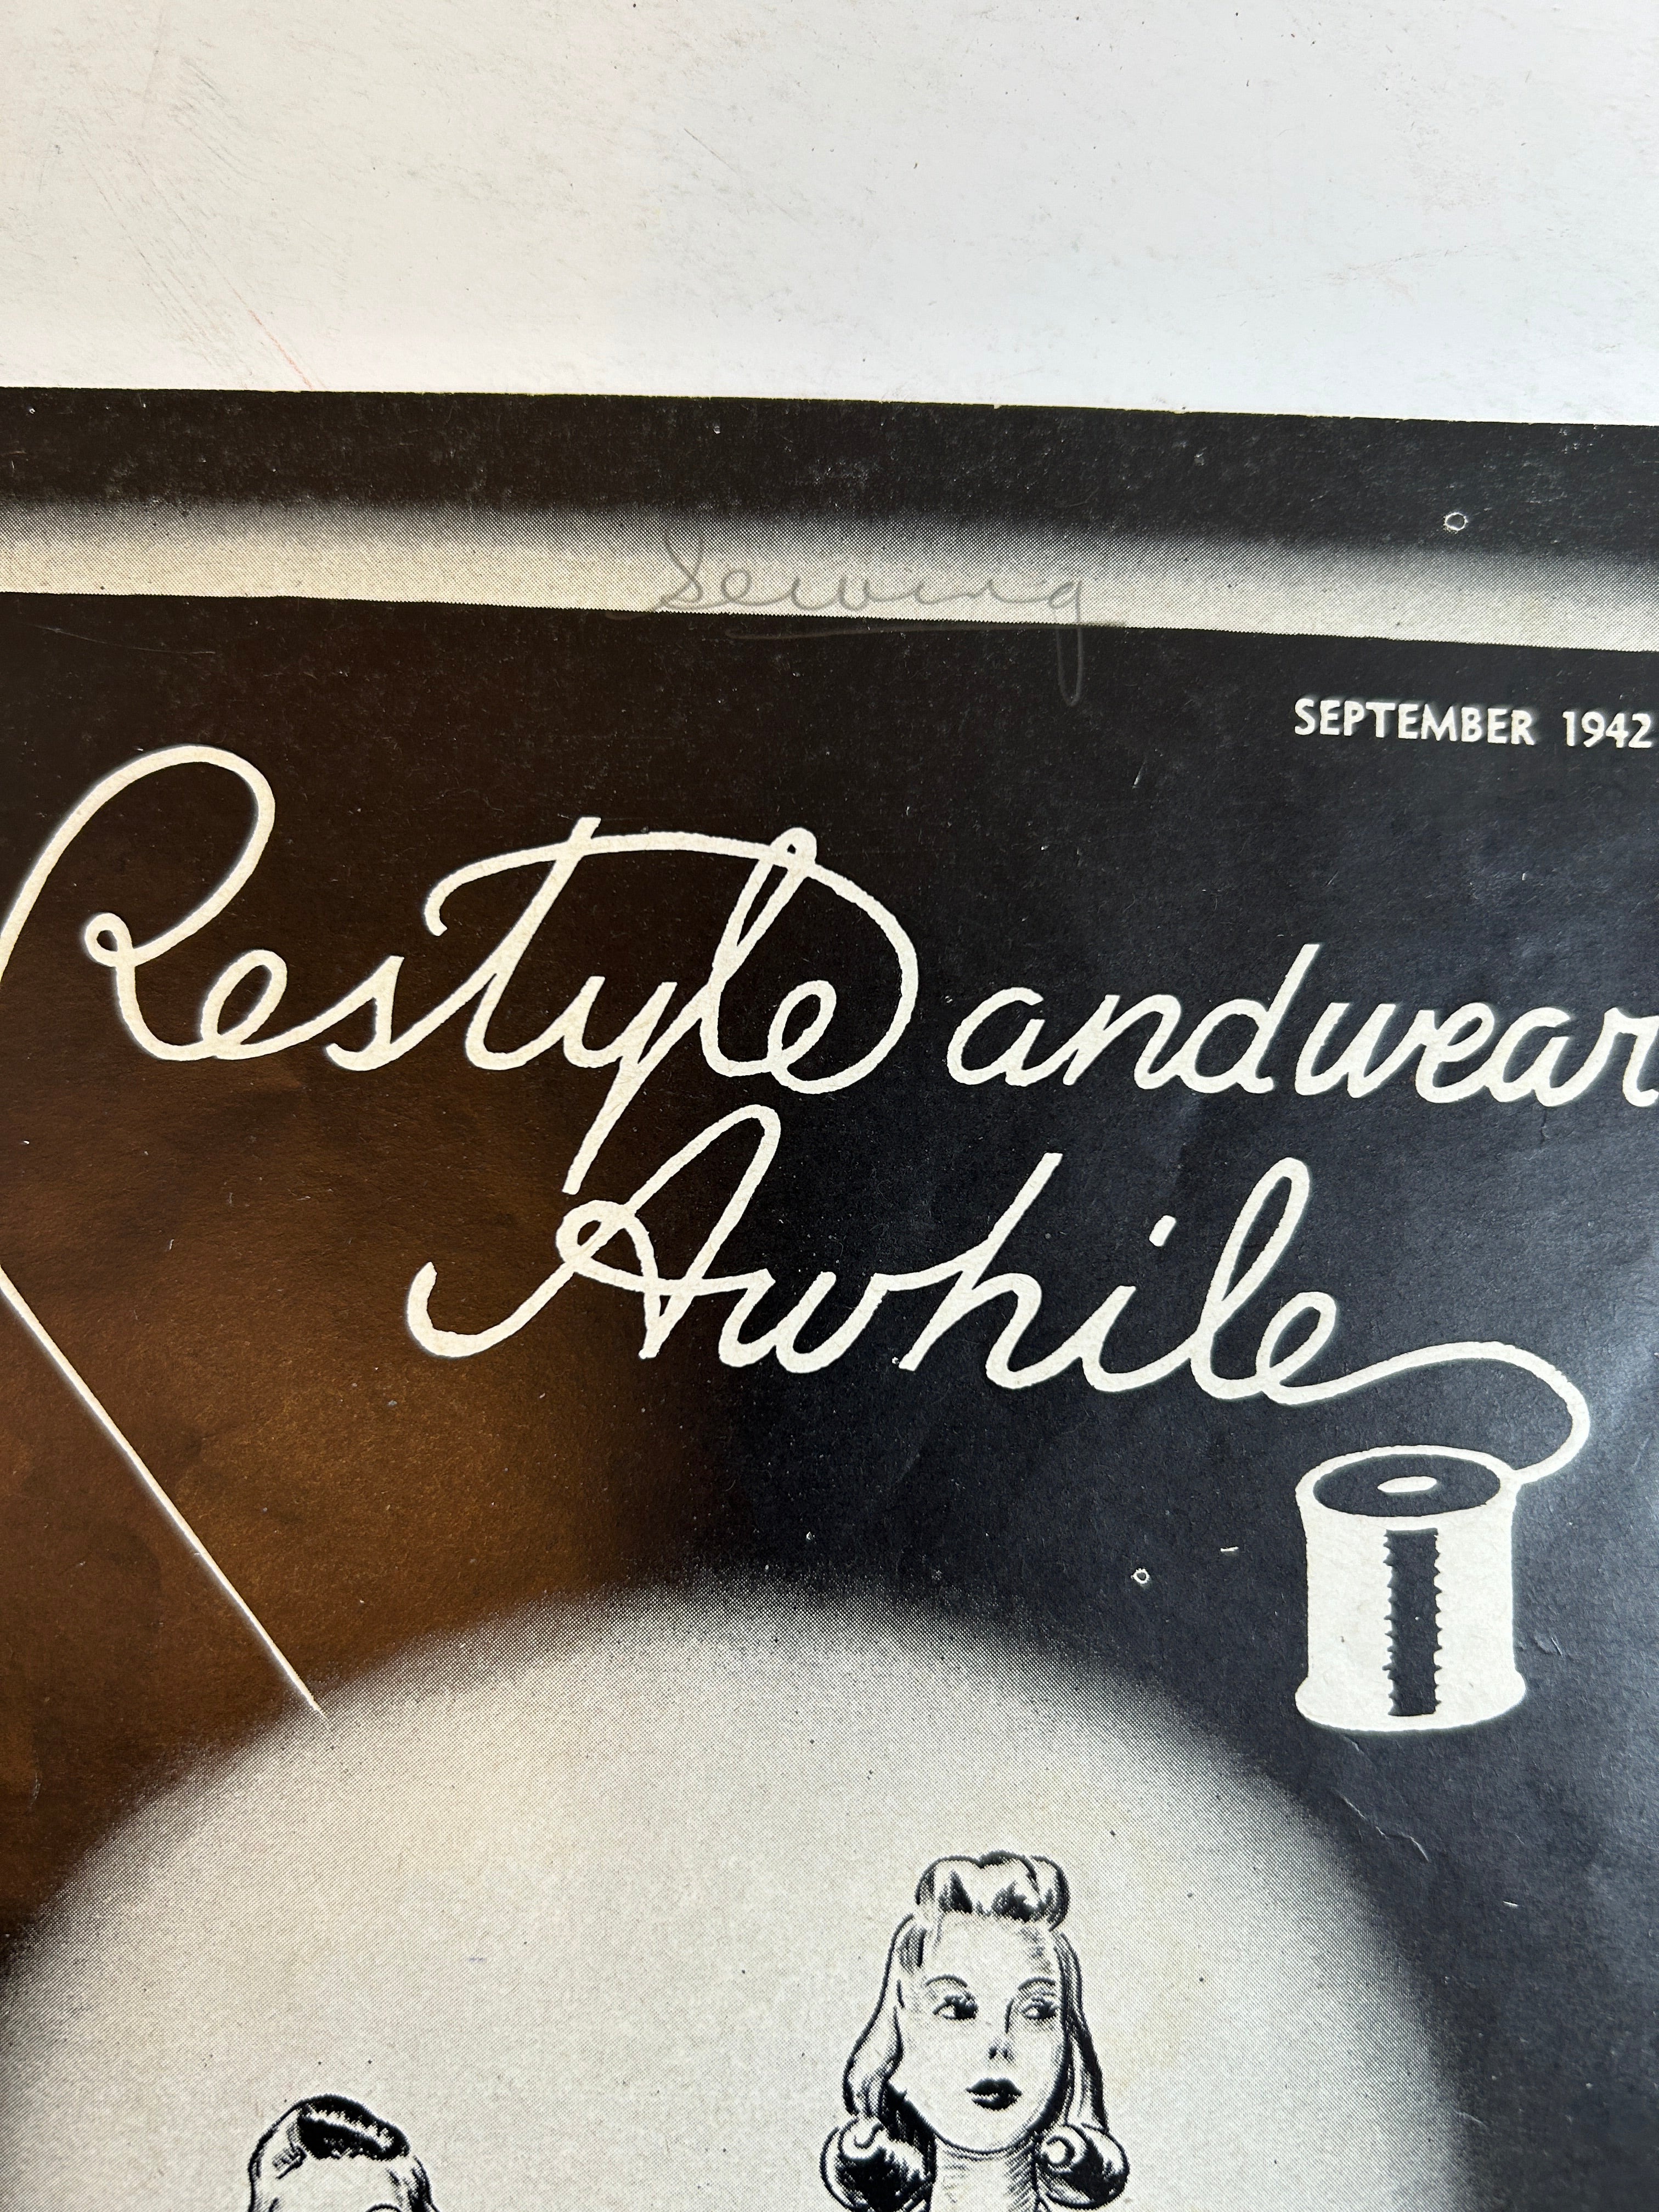 Sewing
SEPTEMBER 1942
Restyle and wear
Awhile